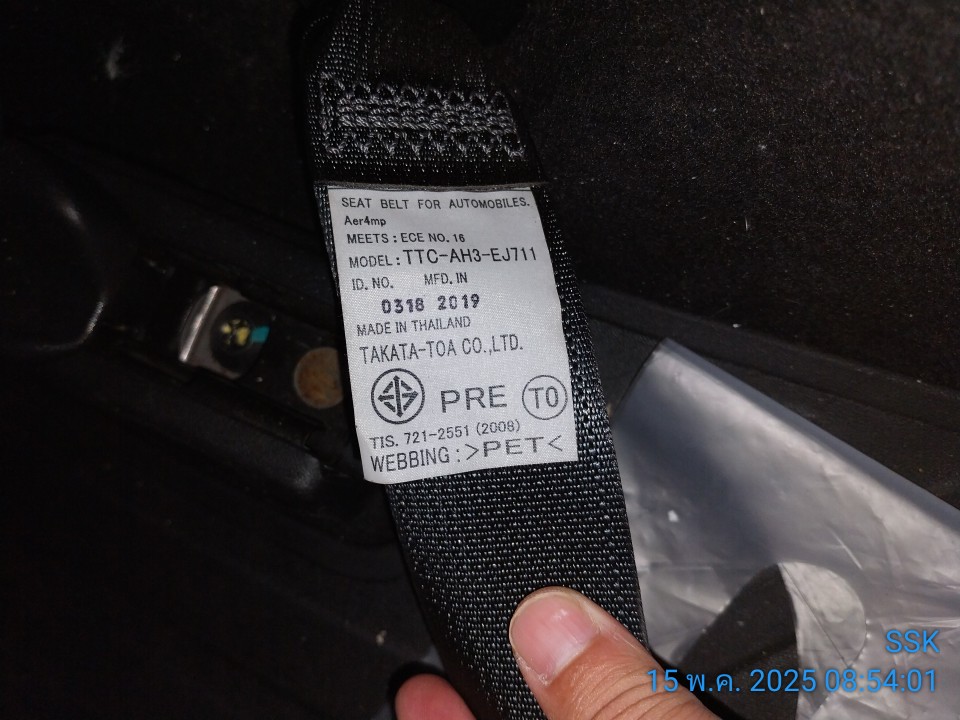 SEAT BELT FOR AUTOMOBILES.
Aer4mp
MEETS : ECE NO. 16
MODEL : TTC-AH3-EJ711
ID. NO. MFD. IN
0318 2019
MADE IN THAILAND
TAKATA-TOA CO.,LTD.
PRE TO
TIS. 721-2551 (2008)
WEBBING : >PET<
SSK
15 พ.ค. 2025 08:54:01